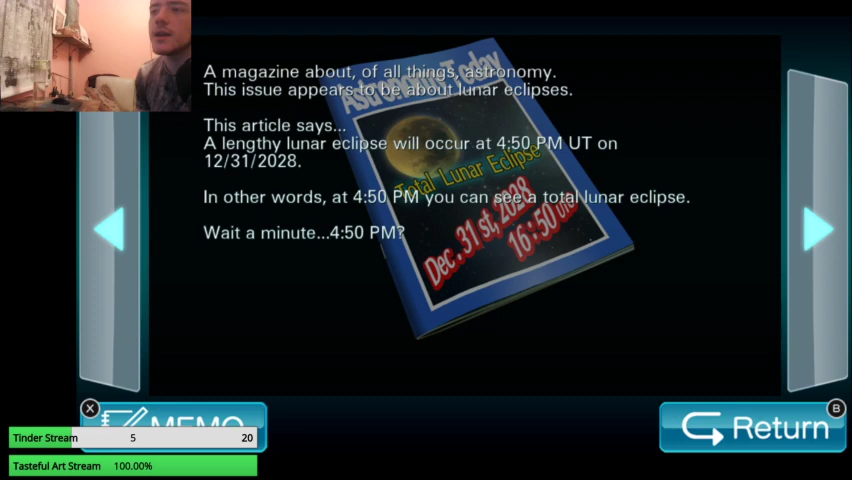 A magazine about, of all things, astronomy.
This issue appears to be about lunar eclipses.
This article says...
A lengthy lunar eclipse will occur at 4:50 PM UT on
12/31/2028.
In other words, at 4:50 PM you can see a total lunar eclipse.
Wait a minute...4:50 PM?
Astronomy Today
Total Lunar Eclipse
Dec. 31st, 2028
16:50 UTC
X
MEMO
B
Return
Tinder Stream 5 20
Tasteful Art Stream 100.00%